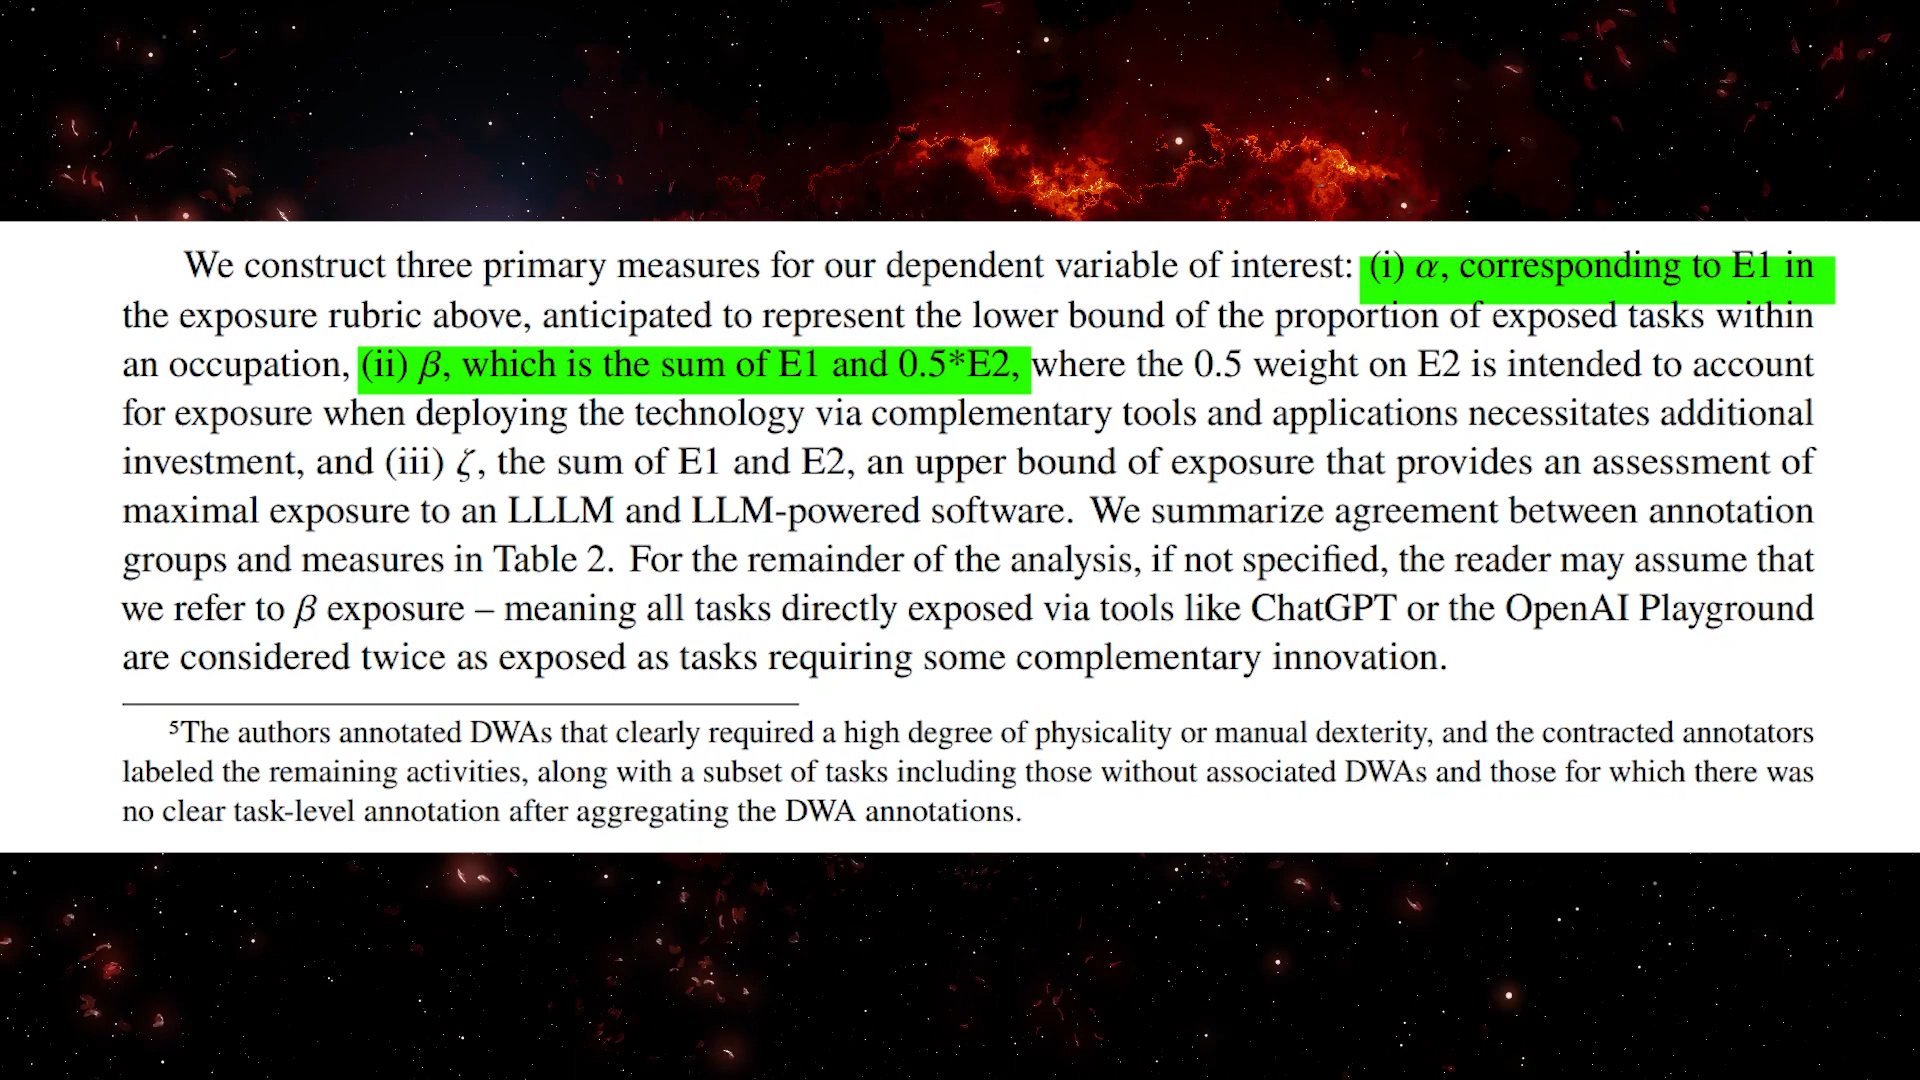 We construct three primary measures for our dependent variable of interest: (i) α, corresponding to E1 in
the exposure rubric above, anticipated to represent the lower bound of the proportion of exposed tasks within
an occupation, (ii) β, which is the sum of E1 and 0.5*E2, where the 0.5 weight on E2 is intended to account
for exposure when deploying the technology via complementary tools and applications necessitates additional
investment, and (iii) ζ, the sum of E1 and E2, an upper bound of exposure that provides an assessment of
maximal exposure to an LLLM and LLM-powered software. We summarize agreement between annotation
groups and measures in Table 2. For the remainder of the analysis, if not specified, the reader may assume that
we refer to β exposure – meaning all tasks directly exposed via tools like ChatGPT or the OpenAI Playground
are considered twice as exposed as tasks requiring some complementary innovation.
⁵The authors annotated DWAs that clearly required a high degree of physicality or manual dexterity, and the contracted annotators
labeled the remaining activities, along with a subset of tasks including those without associated DWAs and those for which there was
no clear task-level annotation after aggregating the DWA annotations.